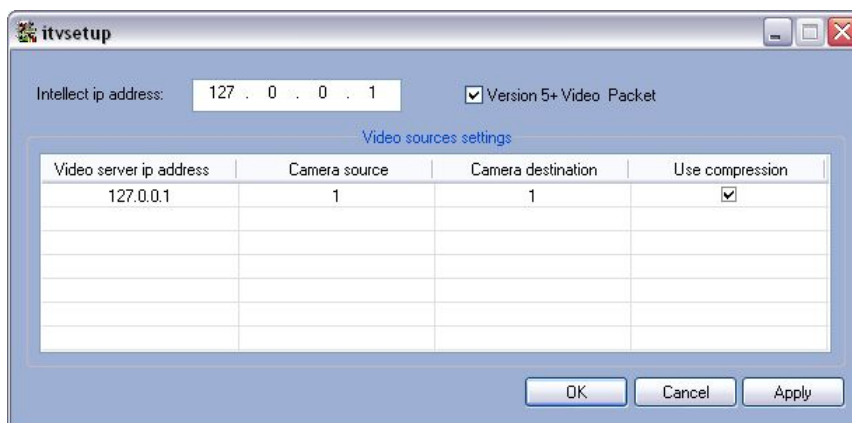 itvsetup
Intellect ip address: 127 . 0 . 0 . 1 Version 5+ Video Packet
Video sources settings
Video server ip address Camera source Camera destination Use compression
127.0.0.1 1 1
OK Cancel Apply